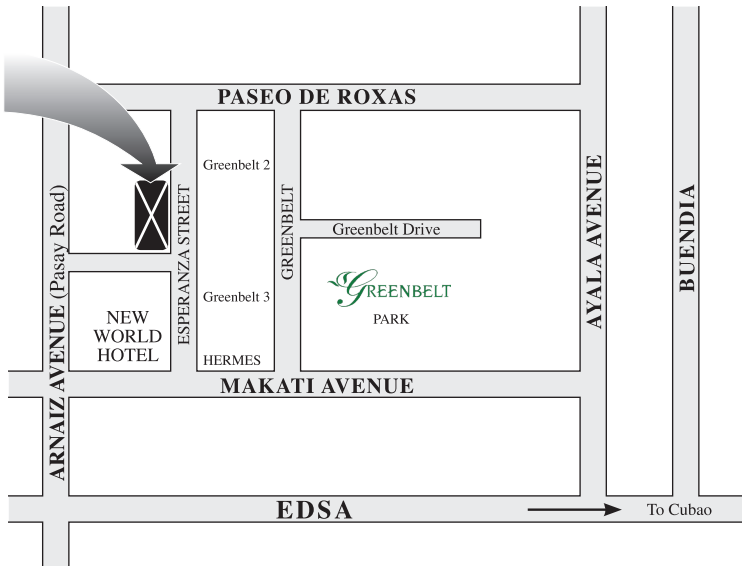 PASEO DE ROXAS
Greenbelt 2
ARNAIZ AVENUE (Pasay Road)
ESPERANZA STREET
GREENBELT
Greenbelt Drive
AYALA AVENUE
BUENDIA
Greenbelt 3
GREENBELT
PARK
NEW
WORLD
HOTEL
HERMES
MAKATI AVENUE
EDSA
To Cubao